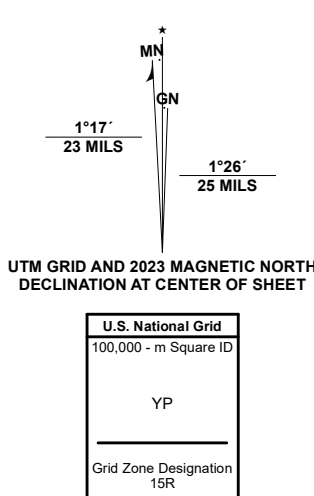 ★
MN
GN
1°17´
23 MILS
1°26´
25 MILS
UTM GRID AND 2023 MAGNETIC NORTH
DECLINATION AT CENTER OF SHEET
U.S. National Grid
100,000 - m Square ID
YP
Grid Zone Designation
15R